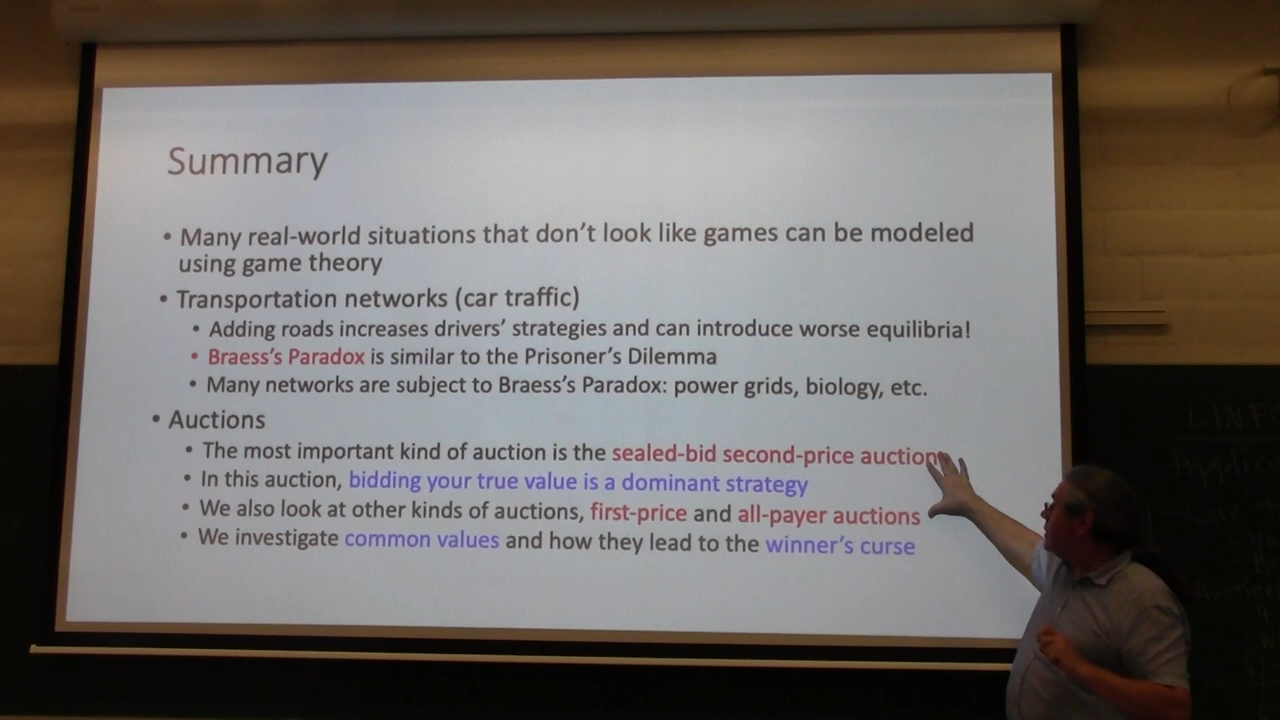 Summary
• Many real-world situations that don't look like games can be modeled
using game theory
• Transportation networks (car traffic)
• Adding roads increases drivers' strategies and can introduce worse equilibria!
• Braess's Paradox is similar to the Prisoner's Dilemma
• Many networks are subject to Braess's Paradox: power grids, biology, etc.
• Auctions
• The most important kind of auction is the sealed-bid second-price auction
• In this auction, bidding your true value is a dominant strategy
• We also look at other kinds of auctions, first-price and all-payer auctions
• We investigate common values and how they lead to the winner's curse